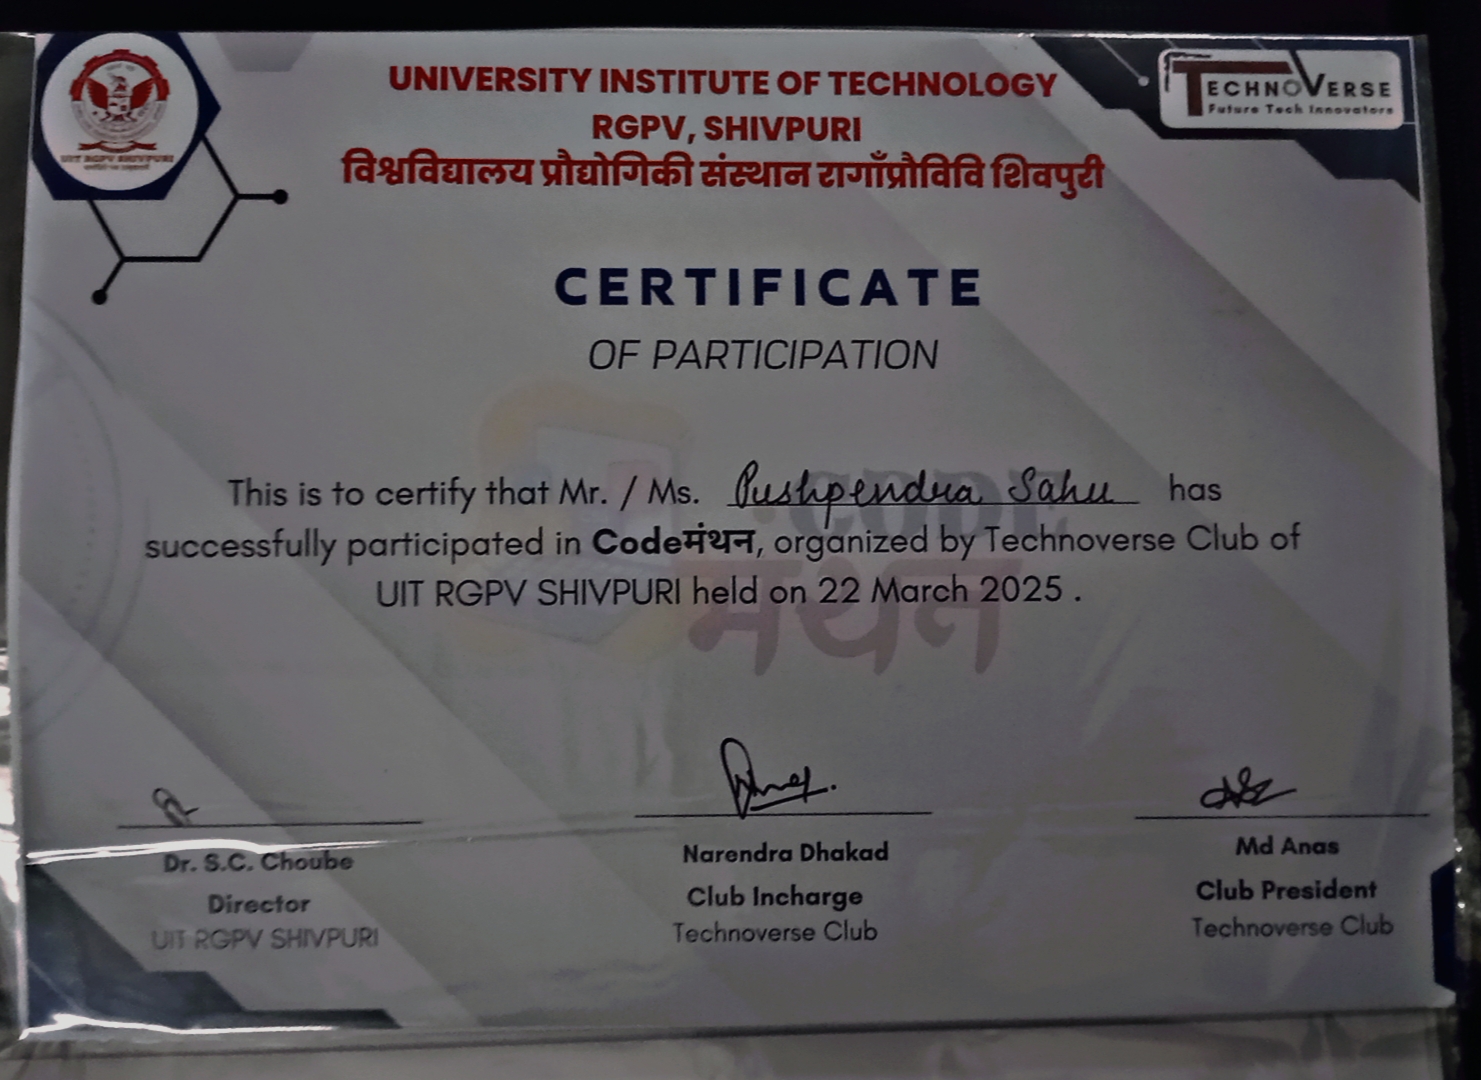 UNIVERSITY INSTITUTE OF TECHNOLOGY
RGPV, SHIVPURI
विश्वविद्यालय प्रौद्योगिकी संस्थान रागाँप्रौविवि शिवपुरी
UIT RGPV SHIVPURI
TECHNOVERSE
Future Tech Innovators
CERTIFICATE
OF PARTICIPATION
This is to certify that Mr. / Ms. Pushpendra Sahu has
successfully participated in Codeमंथन, organized by Technoverse Club of
UIT RGPV SHIVPURI held on 22 March 2025 .
CODE
मंथन
Dr. S.C. Choube
Director
UIT RGPV SHIVPURI
Narendra Dhakad
Club Incharge
Technoverse Club
Md Anas
Club President
Technoverse Club